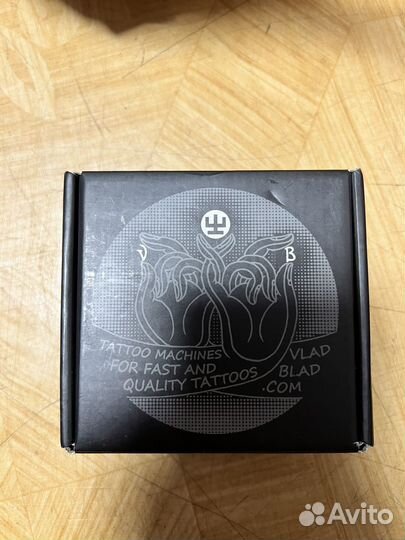 V B
TATTOO MACHINES
FOR FAST AND
QUALITY TATTOOS
VLAD
BLAD
.COM
Avito